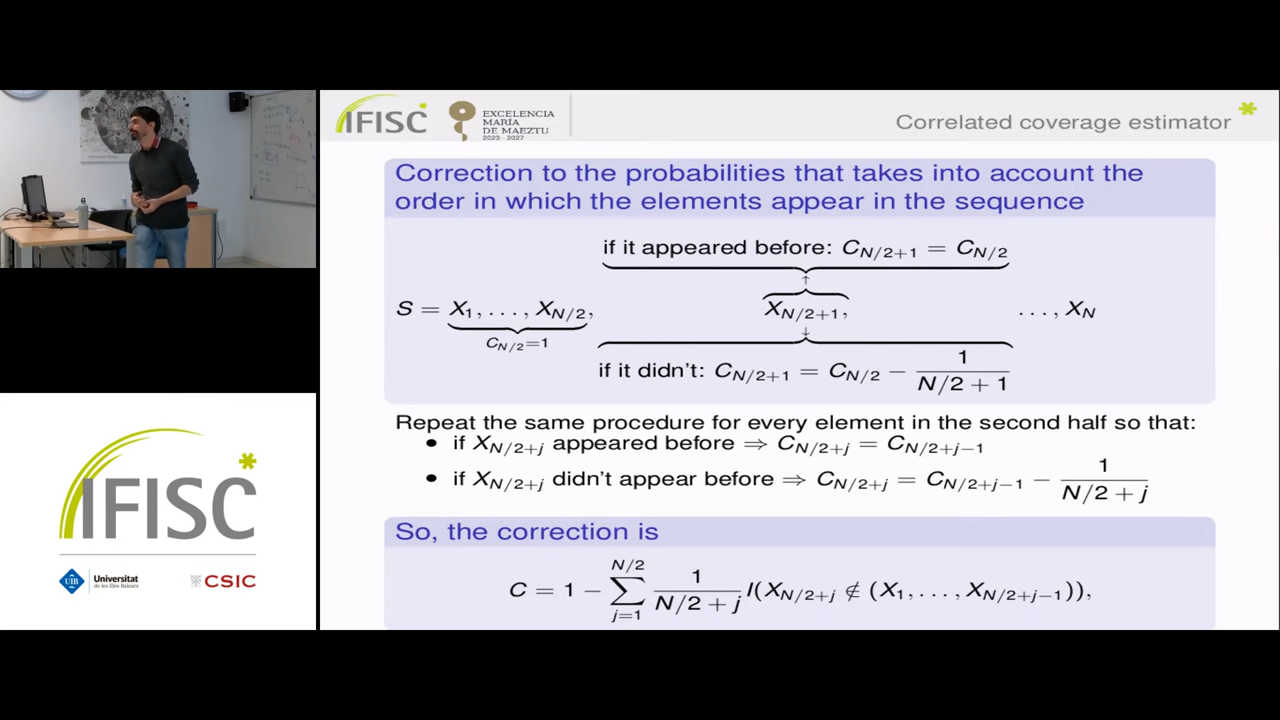 IFISC
EXCELENCIA
MARÍA
DE MAEZTU
2023 2027
Correlated coverage estimator
Correction to the probabilities that takes into account the
order in which the elements appear in the sequence
if it appeared before: C_{N/2+1} = C_{N/2}
↑
S = X_1, . . . , X_{N/2}, X_{N/2+1}, . . . , X_N
C_{N/2}=1
↓
if it didn't: C_{N/2+1} = C_{N/2} − \frac{1}{N/2 + 1}
Repeat the same procedure for every element in the second half so that:
• if X_{N/2+j} appeared before ⇒ C_{N/2+j} = C_{N/2+j−1}
• if X_{N/2+j} didn't appear before ⇒ C_{N/2+j} = C_{N/2+j−1} − \frac{1}{N/2 + j}
So, the correction is
C = 1 − \sum_{j=1}^{N/2} \frac{1}{N/2 + j} I(X_{N/2+j} ∉ (X_1, . . . , X_{N/2+j−1})),
IFISC
UIB
Universitat
de les Illes Balears
CSIC